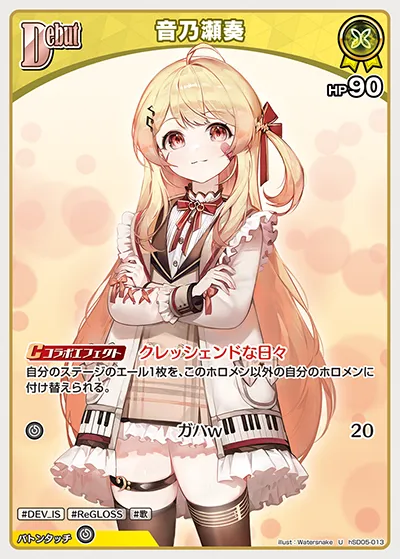 Debut
音乃瀬奏
HP90
コラボエフェクト クレッシェンドな日々
自分のステージのエール1枚を、このホロメン以外の自分のホロメンに
付け替えられる。
ガハw 20
#DEV_IS #ReGLOSS #歌
バトンタッチ
illust : Watersnake U hSD05-013